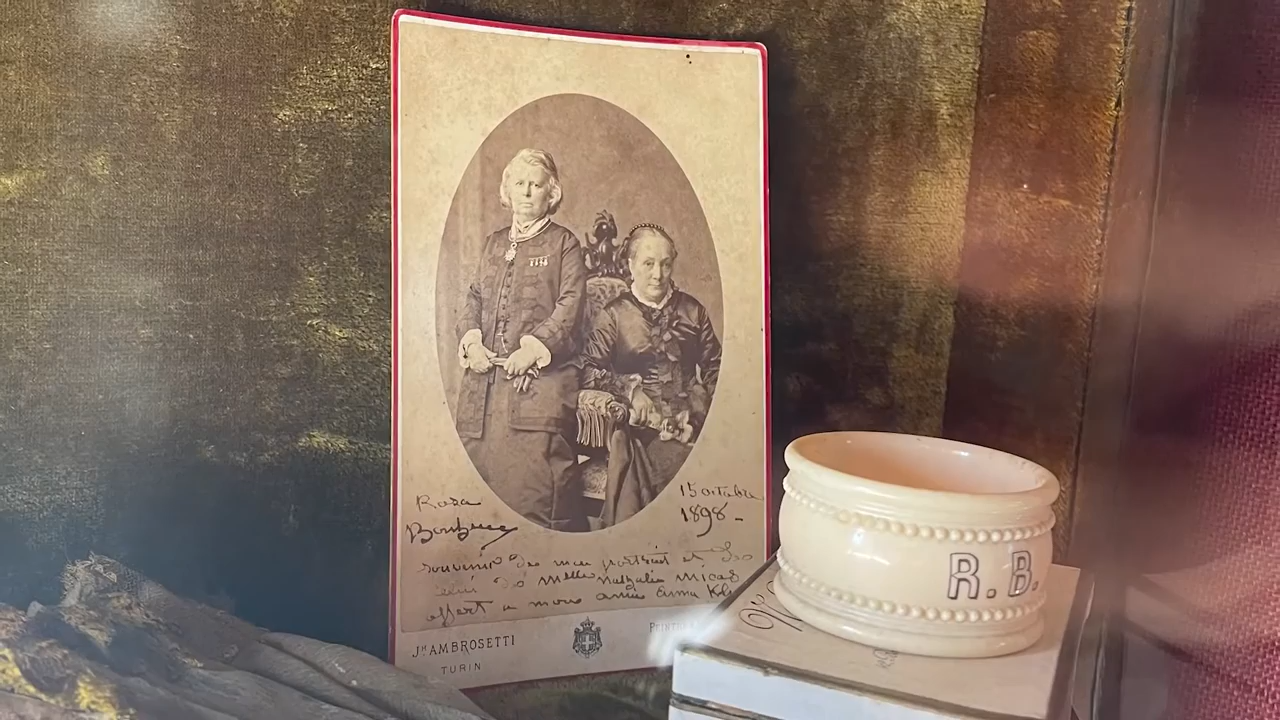 Rosa
Bonheur
15 octobre
1898 -
souvenir de mon portrait et de
celui de Melle Nathalie Micas
offert a mon amie Anna Kl
JH AMBROSETTI
TURIN
R.B.